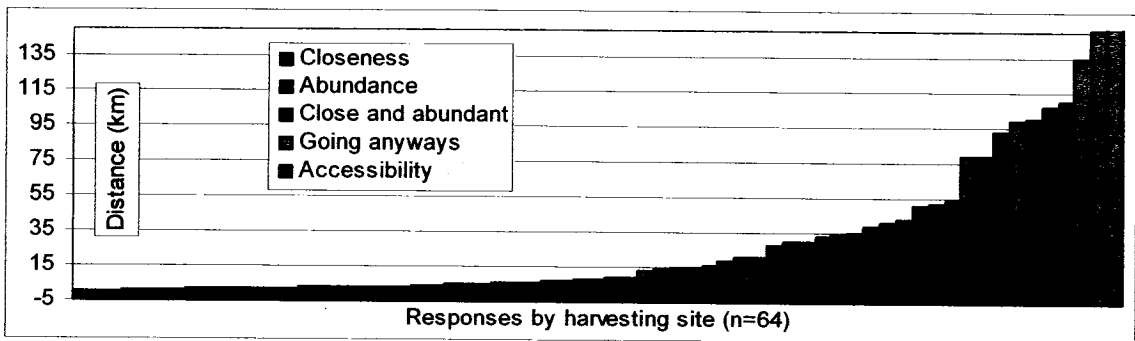 135
115
95
75
55
35
15
-5
Distance (km)
Closeness
Abundance
Close and abundant
Going anyways
Accessibility
Responses by harvesting site (n=64)